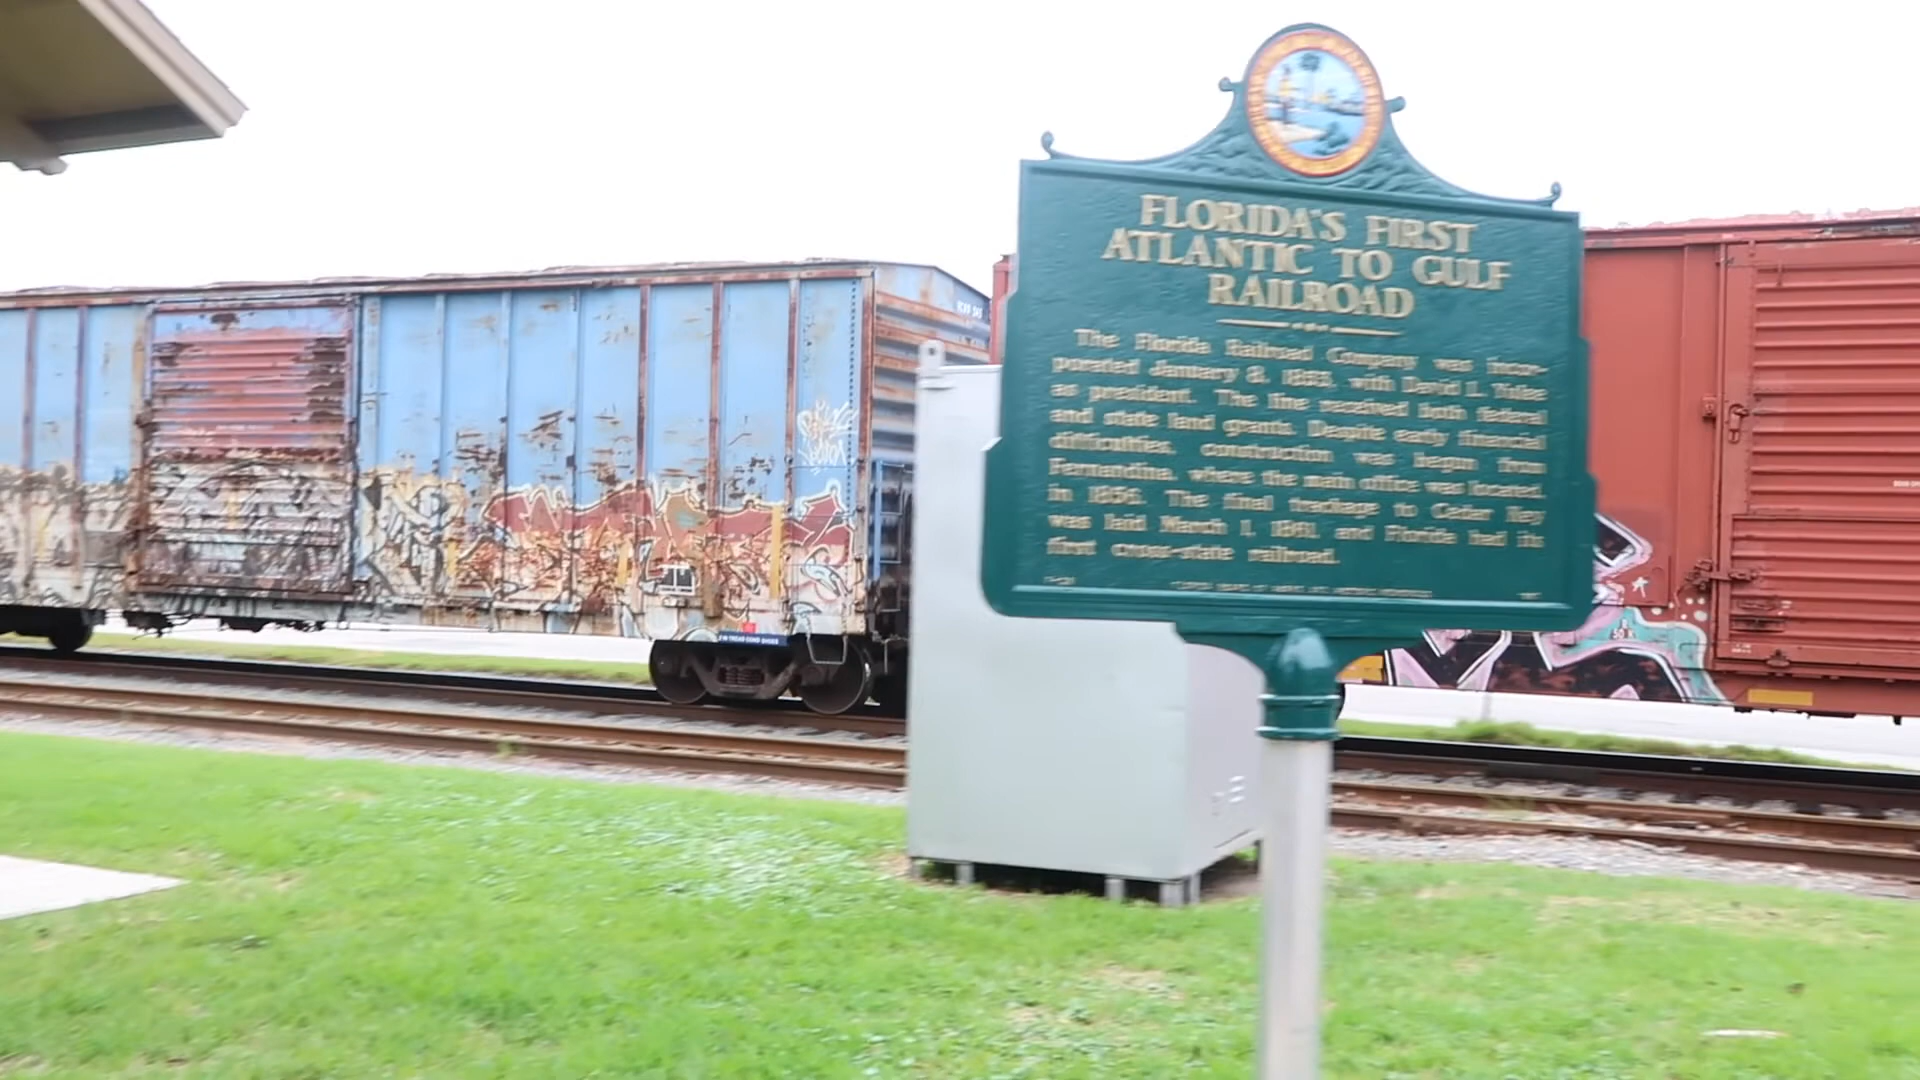 FLORIDA'S FIRST
ATLANTIC TO GULF
RAILROAD
The Florida Railroad Company was incor-
porated January 8, 1853, with David L. Yulee
as president. The line received both federal
and state land grants. Despite early financial
difficulties, construction was begun from
Fernandina, where the main office was located,
in 1856. The final trackage to Cedar Key
was laid March 1, 1861, and Florida had its
first cross-state railroad.